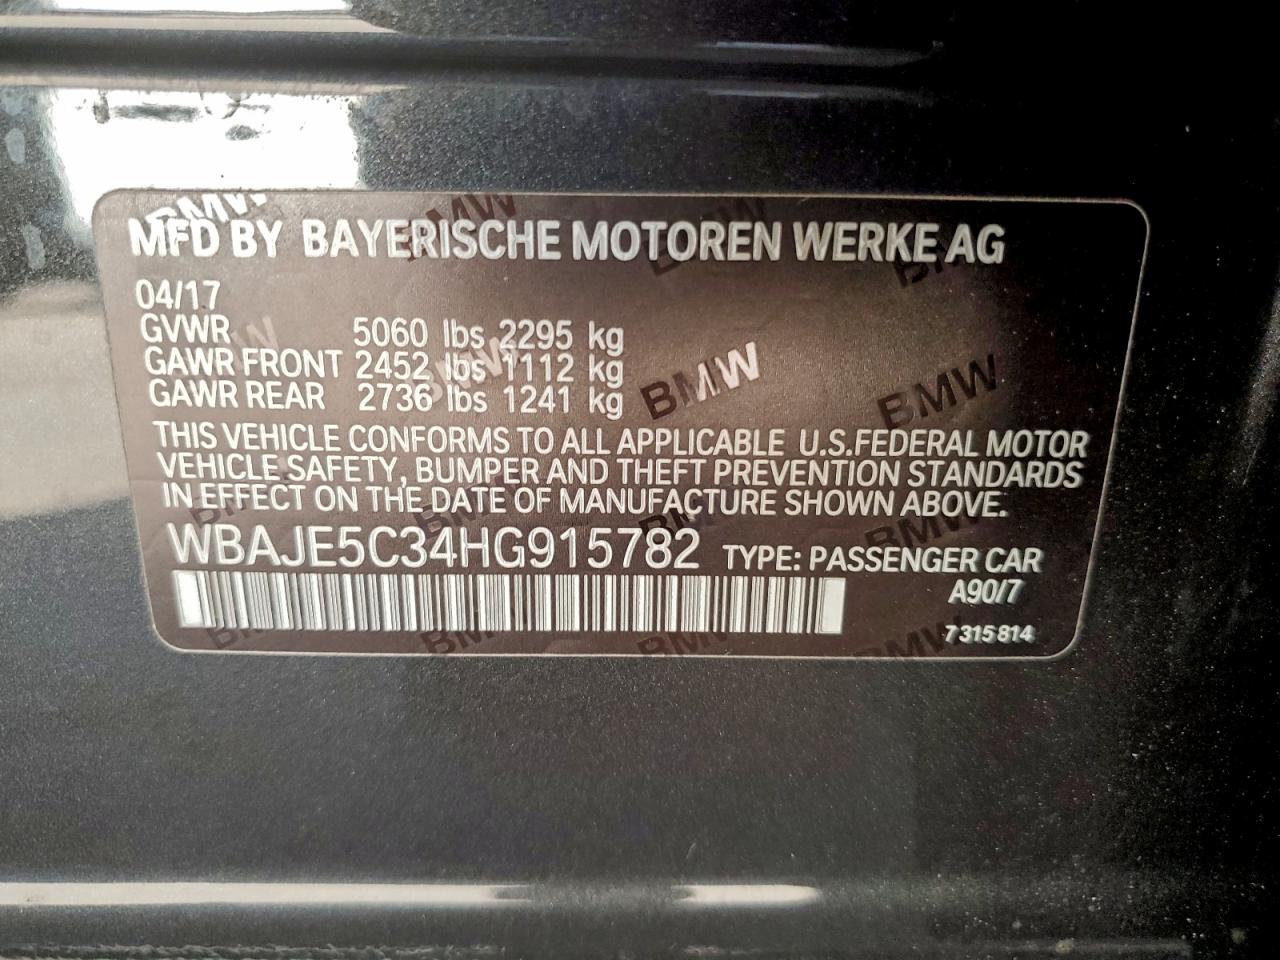 MFD BY BAYERISCHE MOTOREN WERKE AG
04/17
GVWR 5060 lbs 2295 kg
GAWR FRONT 2452 lbs 1112 kg
GAWR REAR 2736 lbs 1241 kg
THIS VEHICLE CONFORMS TO ALL APPLICABLE U.S.FEDERAL MOTOR
VEHICLE SAFETY, BUMPER AND THEFT PREVENTION STANDARDS
IN EFFECT ON THE DATE OF MANUFACTURE SHOWN ABOVE.
WBAJE5C34HG915782 TYPE: PASSENGER CAR
A90/7
7 315 814